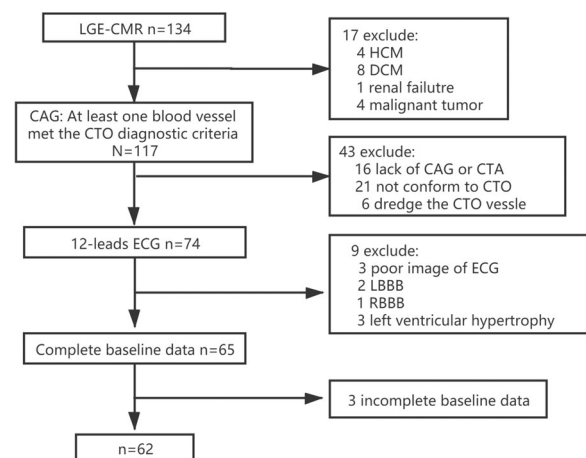 LGE-CMR n=134
17 exclude:
4 HCM
8 DCM
1 renal failutre
4 malignant tumor
CAG: At least one blood vessel
met the CTO diagnostic criteria
N=117
43 exclude:
16 lack of CAG or CTA
21 not conform to CTO
6 dredge the CTO vessle
12-leads ECG n=74
9 exclude:
3 poor image of ECG
2 LBBB
1 RBBB
3 left ventricular hypertrophy
Complete baseline data n=65
3 incomplete baseline data
n=62